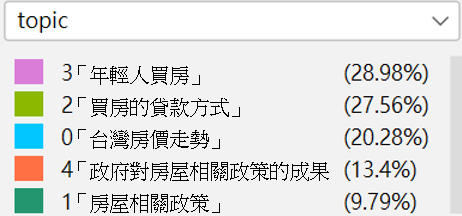 topic
3「年輕人買房」 (28.98%)
2「買房的貸款方式」 (27.56%)
0「台灣房價走勢」 (20.28%)
4「政府對房屋相關政策的成果 (13.4%)
1「房屋相關政策」 (9.79%)